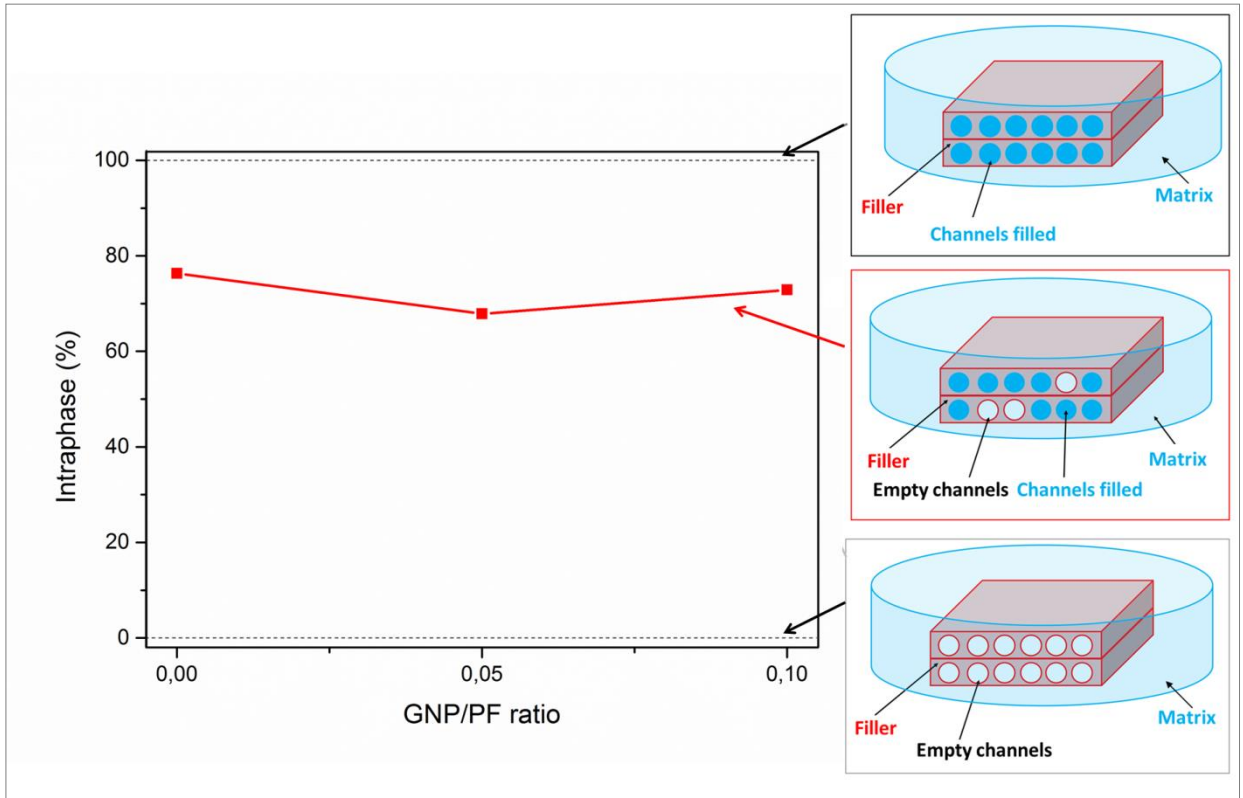 100
80
60
40
20
0
Intraphase (%)
0,00
0,05
0,10
GNP/PF ratio
Filler
Matrix
Channels filled
Filler
Matrix
Empty channels Channels filled
Filler
Matrix
Empty channels